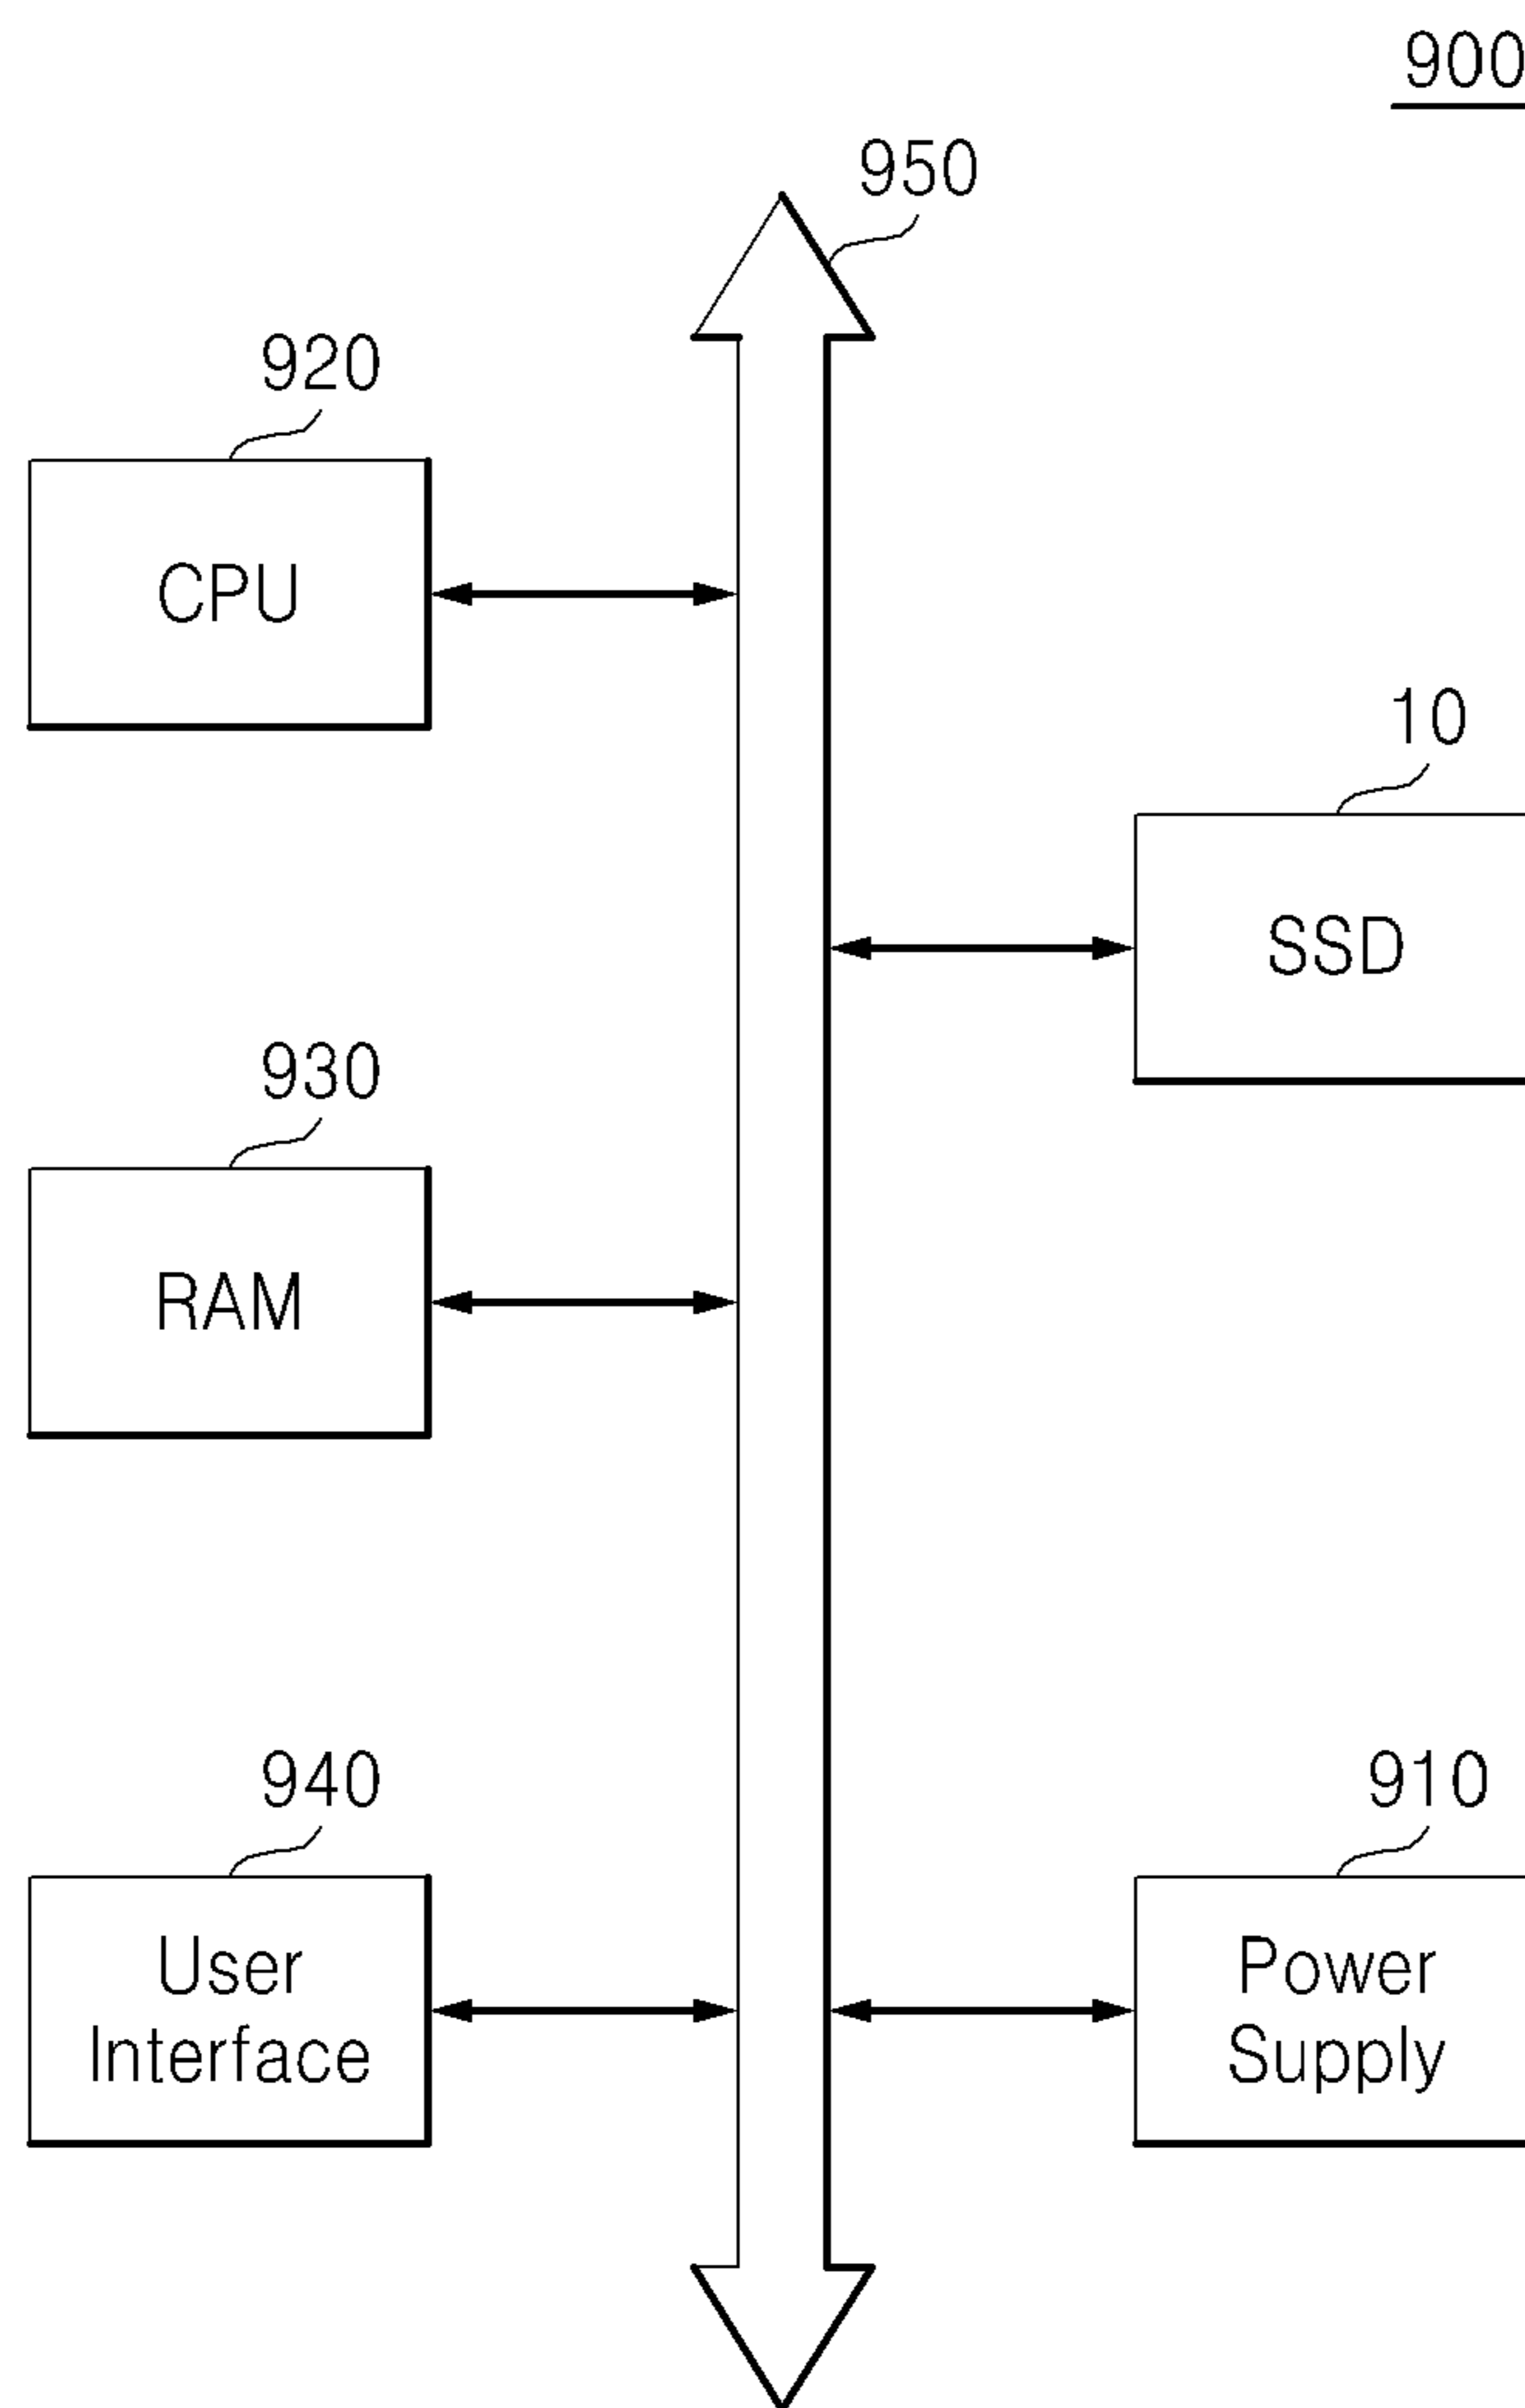 900
950
920
CPU
10
SSD
930
RAM
940
User
Interface
910
Power
Supply